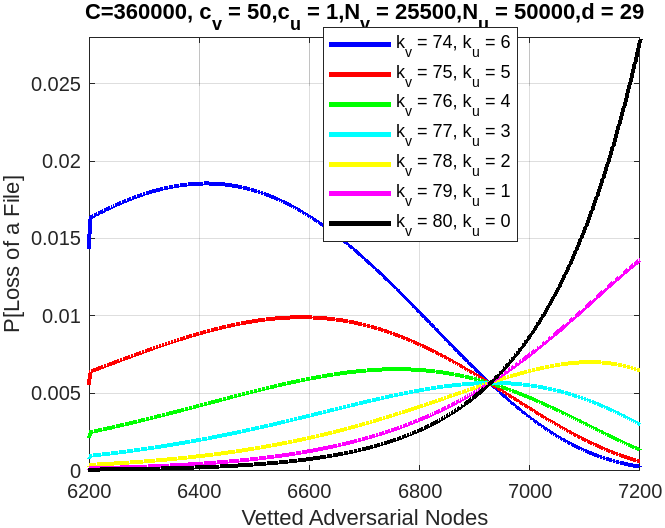 C=360000, c_v = 50,c_u = 1,N_v = 25500,N_u = 50000,d = 29
k_v = 74, k_u = 6
k_v = 75, k_u = 5
k_v = 76, k_u = 4
k_v = 77, k_u = 3
k_v = 78, k_u = 2
k_v = 79, k_u = 1
k_v = 80, k_u = 0
P[Loss of a File]
0.025
0.02
0.015
0.01
0.005
0
6200 6400 6600 6800 7000 7200
Vetted Adversarial Nodes